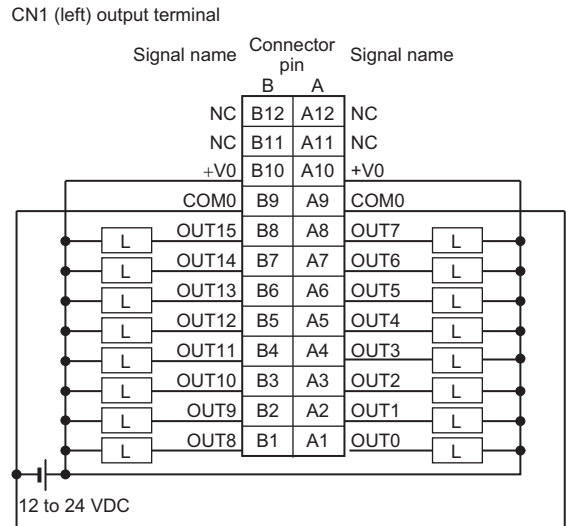 CN1 (left) output terminal
Signal name Connector pin Signal name
B A
NC B12 A12 NC
NC B11 A11 NC
+V0 B10 A10 +V0
COM0 B9 A9 COM0
L OUT15 B8 A8 OUT7 L
L OUT14 B7 A7 OUT6 L
L OUT13 B6 A6 OUT5 L
L OUT12 B5 A5 OUT4 L
L OUT11 B4 A4 OUT3 L
L OUT10 B3 A3 OUT2 L
L OUT9 B2 A2 OUT1 L
L OUT8 B1 A1 OUT0 L
12 to 24 VDC